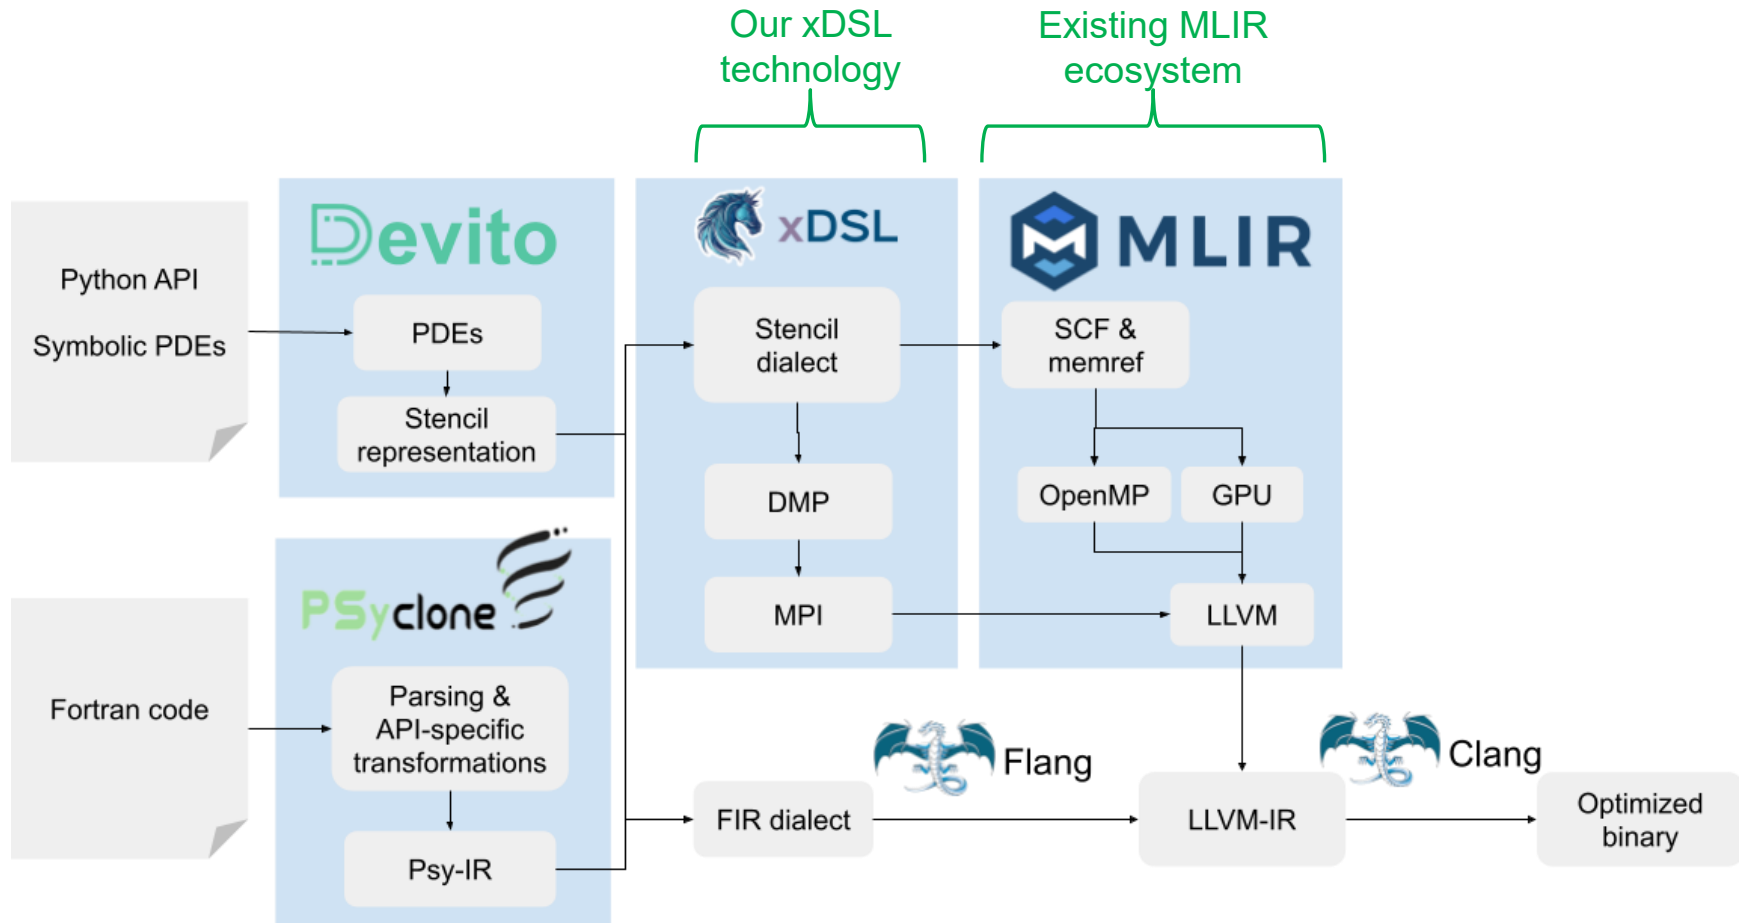 Our xDSL
technology
Existing MLIR
ecosystem
Python API
Symbolic PDEs
Devito
PDEs
Stencil
representation
xDSL
Stencil
dialect
DMP
MPI
MLIR
SCF &
memref
OpenMP
GPU
LLVM
Fortran code
PSyclone
Parsing &
API-specific
transformations
Psy-IR
FIR dialect
Flang
LLVM-IR
Clang
Optimized
binary